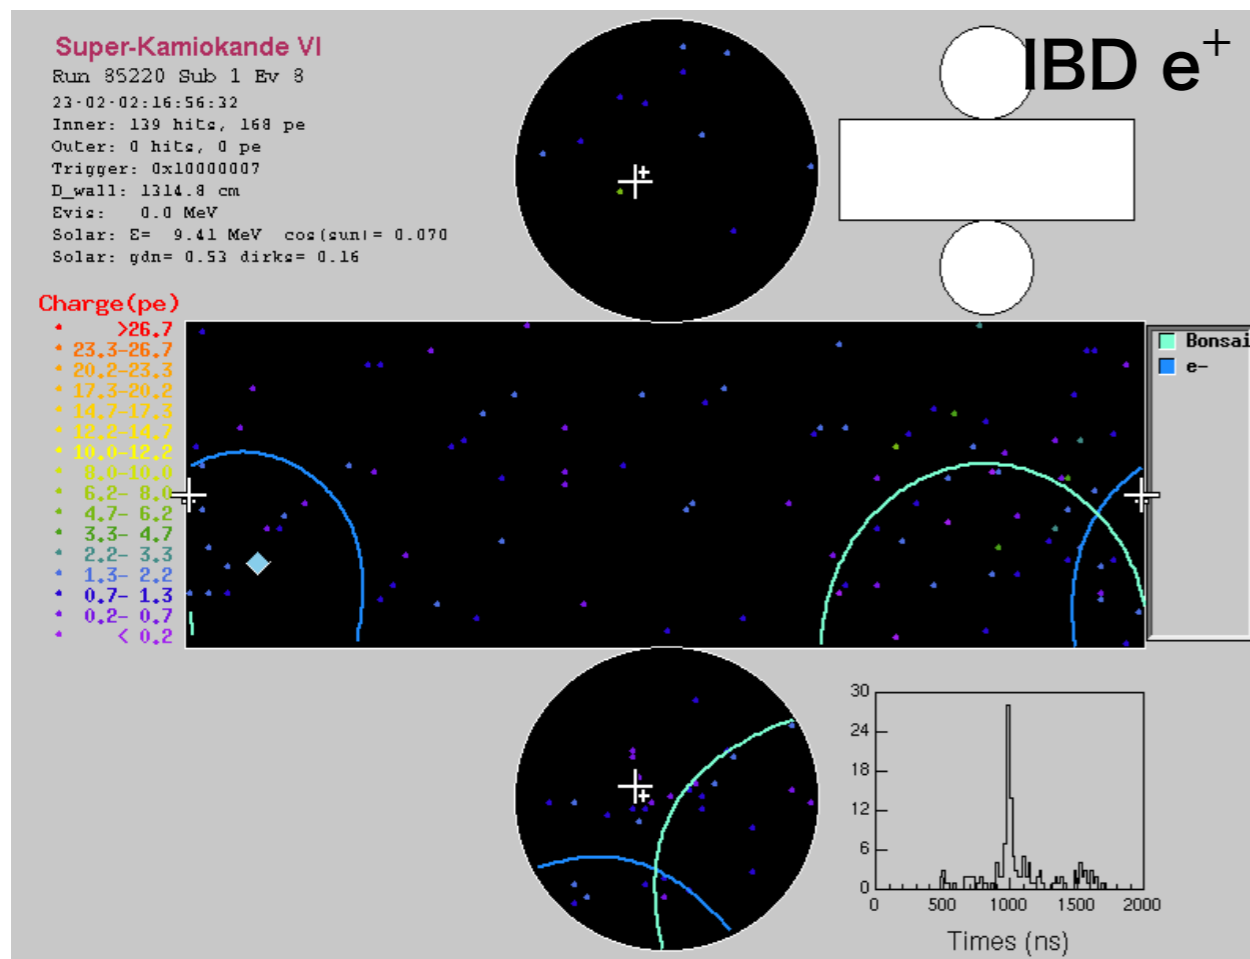 Super-Kamiokande VI
IBD e+
Run 85220 Sub 1 Ev 8
23-02-02:16:56:32
Inner: 139 hits, 168 pe
Outer: 0 hits, 0 pe
Trigger: 0x10000007
D_wall: 1314.8 cm
Evis: 0.0 MeV
Solar: E= 9.41 MeV cos(sun)= 0.070
Solar: gdn= 0.53 dirks= 0.16
Charge(pe)
>26.7
23.3-26.7
20.2-23.3
17.3-20.2
14.7-17.3
12.2-14.7
10.0-12.2
8.0-10.0
6.2- 8.0
4.7- 6.2
3.3- 4.7
2.2- 3.3
1.3- 2.2
0.7- 1.3
0.2- 0.7
< 0.2
Bonsai
e-
30
24
18
12
6
0
0 500 1000 1500 2000
Times (ns)